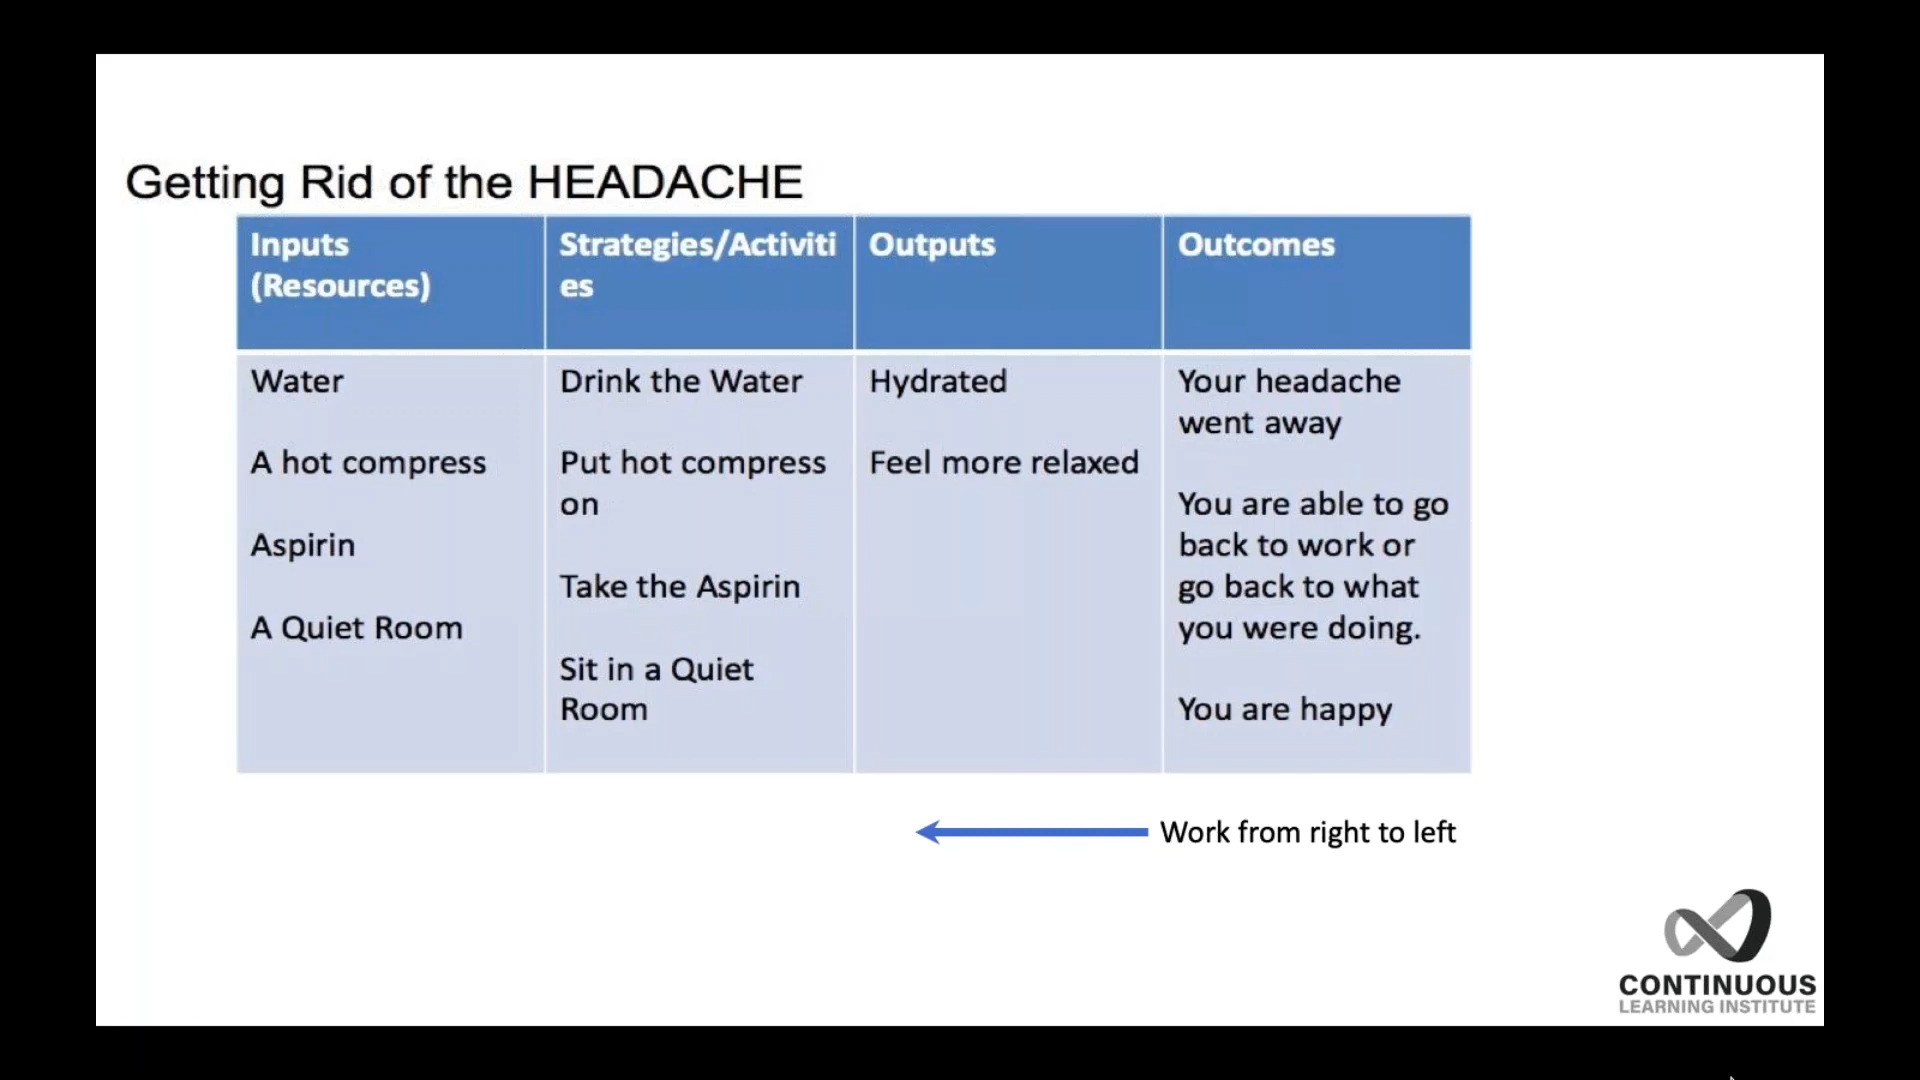 Getting Rid of the HEADACHE
Inputs
(Resources)
Strategies/Activiti
es
Outputs
Outcomes
Water
A hot compress
Aspirin
A Quiet Room
Drink the Water
Put hot compress
on
Take the Aspirin
Sit in a Quiet
Room
Hydrated
Feel more relaxed
Your headache
went away
You are able to go
back to work or
go back to what
you were doing.
You are happy
Work from right to left
CONTINUOUS
LEARNING INSTITUTE